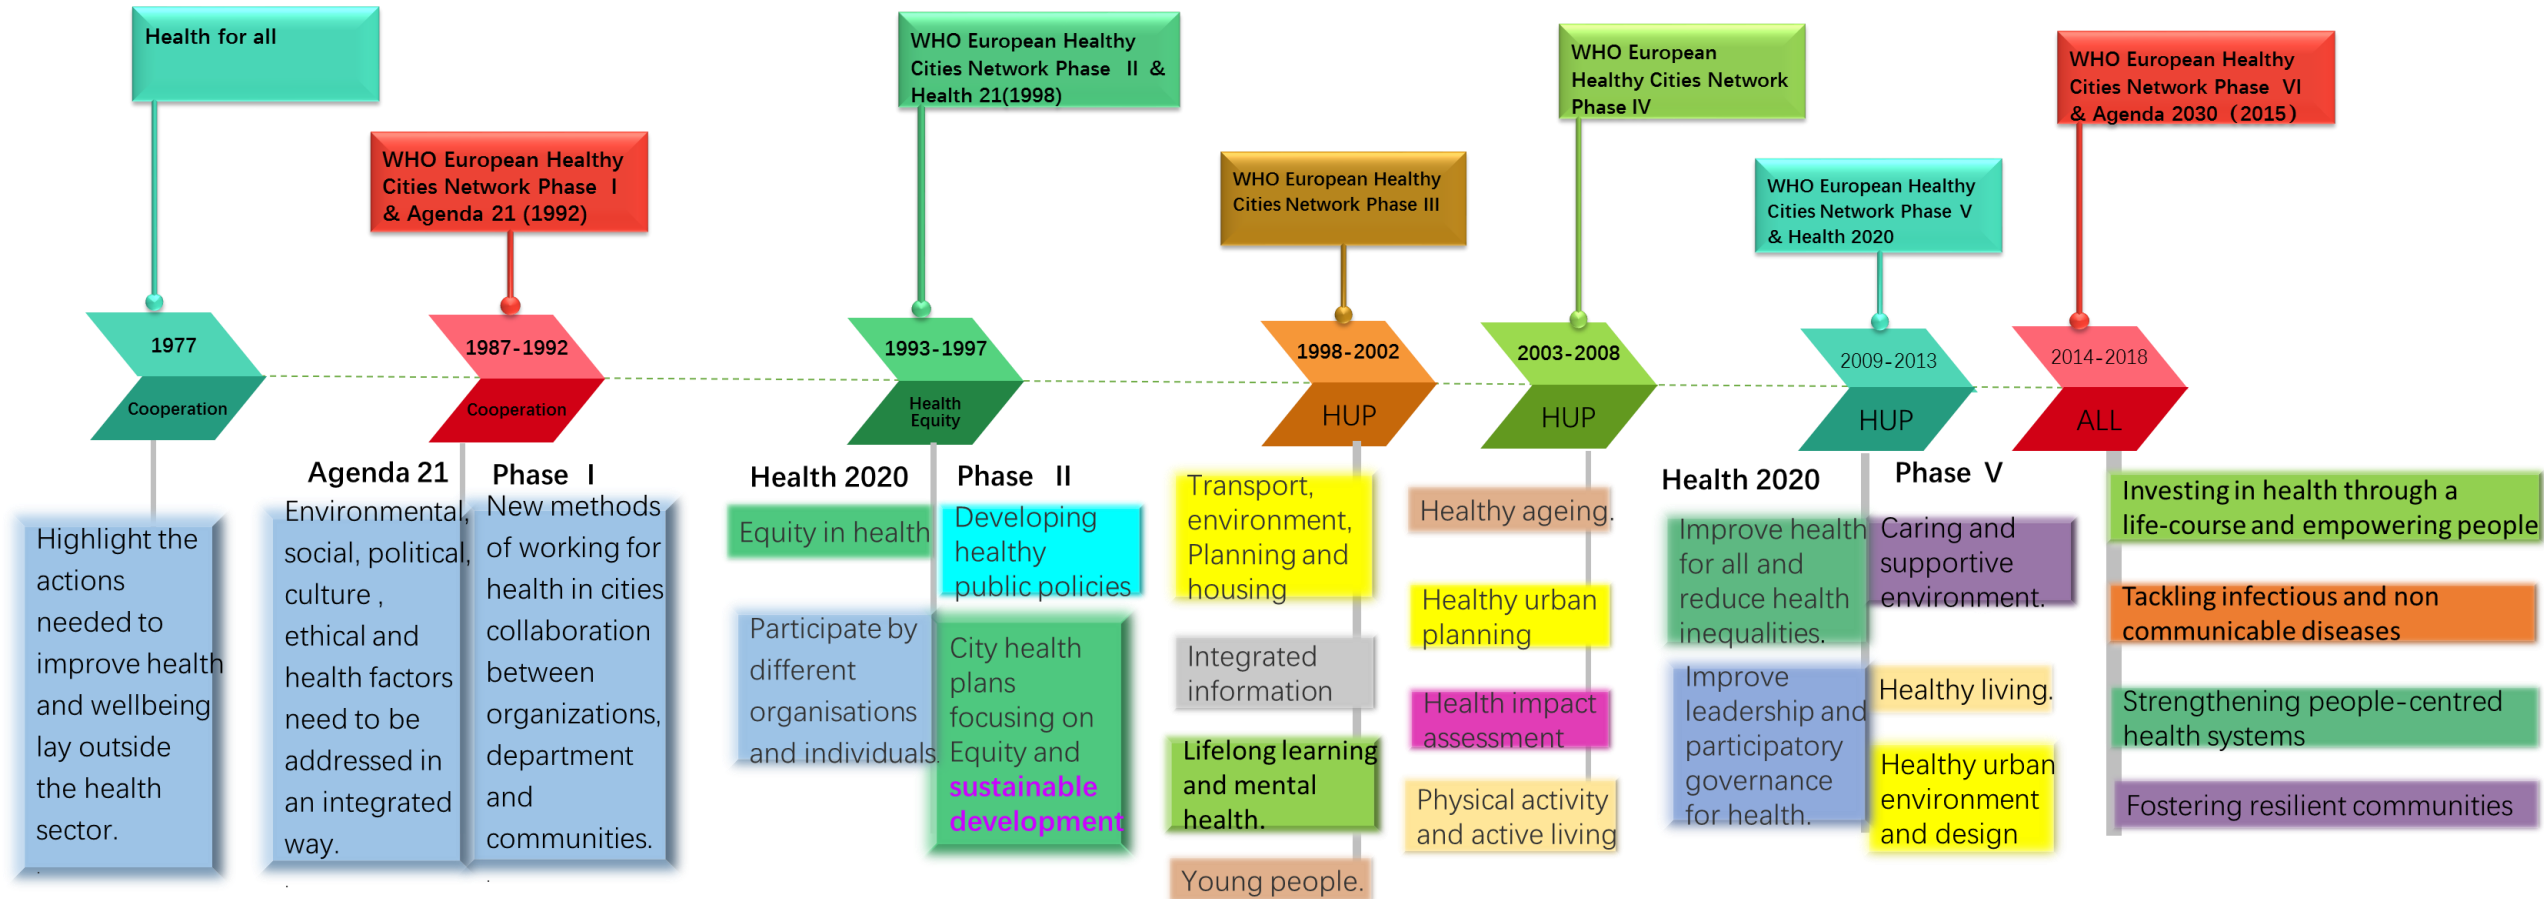 Health for all
WHO European Healthy
Cities Network Phase I
& Agenda 21 (1992)
WHO European Healthy
Cities Network Phase II &
Health 21(1998)
WHO European Healthy
Cities Network Phase III
WHO European
Healthy Cities Network
Phase IV
WHO European Healthy
Cities Network Phase V
& Health 2020
WHO European Healthy
Cities Network Phase VI
& Agenda 2030（2015）
1977
Cooperation
1987-1992
Cooperation
1993-1997
Health
Equity
1998-2002
HUP
2003-2008
HUP
2009-2013
HUP
2014-2018
ALL
Highlight the
actions
needed to
improve health
and wellbeing
lay outside
the health
sector.
.
Agenda 21
Environmental,
social, political,
culture ,
ethical and
health factors
need to be
addressed in
an integrated
way.
.
Phase I
New methods
of working for
health in cities
collaboration
between
organizations,
department
and
communities.
.
Health 2020
Equity in health
Participate by
different
organisations
and individuals.
Phase II
Developing
healthy
public policies
City health
plans
focusing on
Equity and
sustainable
development
Transport,
environment,
Planning and
housing
Integrated
information
Lifelong learning
and mental
health.
Young people.
Healthy ageing.
Healthy urban
planning
Health impact
assessment
Physical activity
and active living
Health 2020
Improve health
for all and
reduce health
inequalities.
Improve
leadership and
participatory
governance
for health.
Phase V
Caring and
supportive
environment.
Healthy living.
Healthy urban
environment
and design
Investing in health through a
life-course and empowering people
Tackling infectious and non
communicable diseases
Strengthening people-centred
health systems
Fostering resilient communities